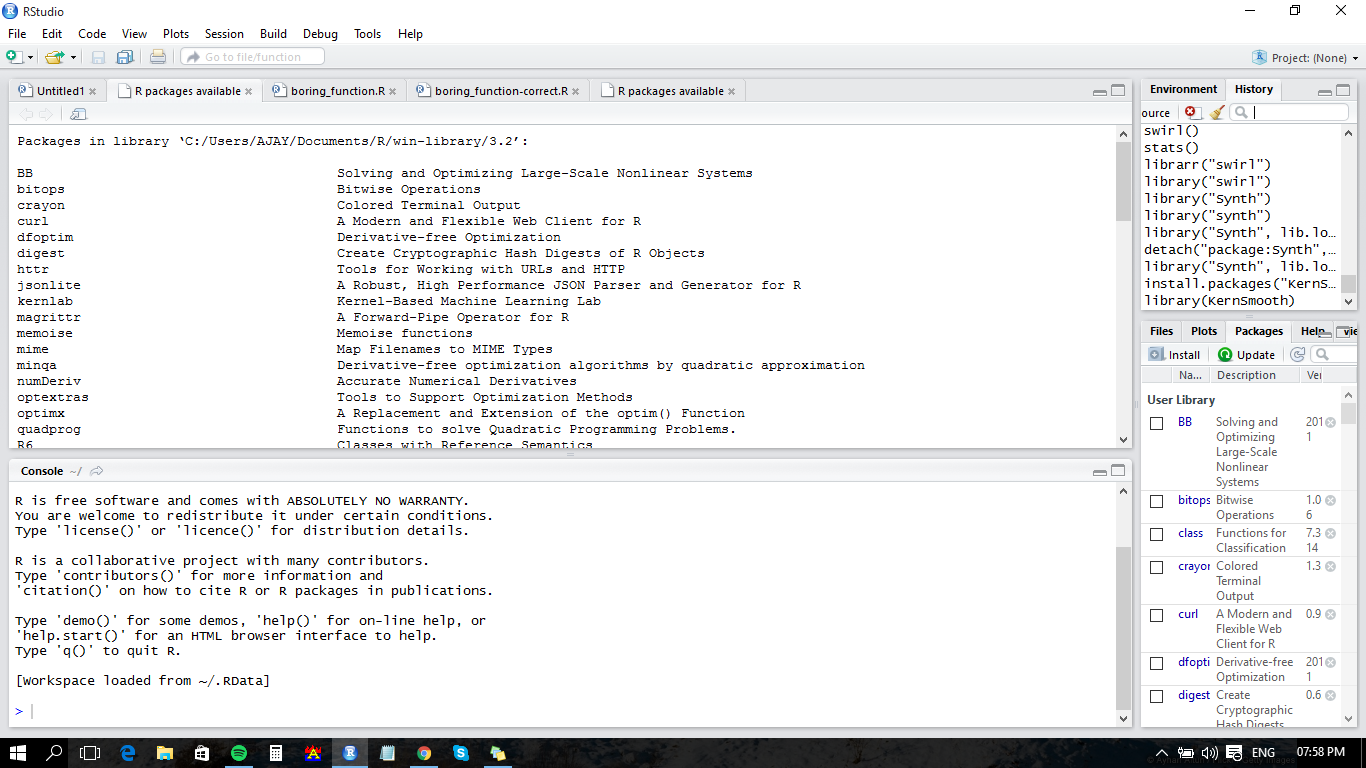 RStudio
File Edit Code View Plots Session Build Debug Tools Help
Go to file/function
Project: (None)
Untitled1 R packages available boring_function.R boring_function-correct.R R packages available
Packages in library ‘C:/Users/AJAY/Documents/R/win-library/3.2’:
BB Solving and Optimizing Large-Scale Nonlinear Systems
bitops Bitwise Operations
crayon Colored Terminal Output
curl A Modern and Flexible Web Client for R
dfoptim Derivative-free Optimization
digest Create Cryptographic Hash Digests of R Objects
httr Tools for Working with URLs and HTTP
jsonlite A Robust, High Performance JSON Parser and Generator for R
kernlab Kernel-Based Machine Learning Lab
magrittr A Forward-Pipe Operator for R
memoise Memoise functions
mime Map Filenames to MIME Types
minqa Derivative-free optimization algorithms by quadratic approximation
numDeriv Accurate Numerical Derivatives
optextras Tools to Support Optimization Methods
optimx A Replacement and Extension of the optim() Function
quadprog Functions to solve Quadratic Programming Problems.
R6 Classes with Reference Semantics
Console ~/
R is free software and comes with ABSOLUTELY NO WARRANTY.
You are welcome to redistribute it under certain conditions.
Type 'license()' or 'licence()' for distribution details.
R is a collaborative project with many contributors.
Type 'contributors()' for more information and
'citation()' on how to cite R or R packages in publications.
Type 'demo()' for some demos, 'help()' for on-line help, or
'help.start()' for an HTML browser interface to help.
Type 'q()' to quit R.
[Workspace loaded from ~/.RData]
>
Environment History
ource
swirl()
stats()
librarr("swirl")
library("swirl")
library("Synth")
library("synth")
library("Synth", lib.lo…
detach("package:Synth",…
library("Synth", lib.lo…
install.packages("KernS…
library(KernSmooth)
Files Plots Packages Help
Install Update
Na... Description Ver
User Library
BB Solving and 201
Optimizing 1
Large-Scale
Nonlinear
Systems
bitops Bitwise 1.0
Operations 6
class Functions for 7.3
Classification 14
crayon Colored 1.3
Terminal
Output
curl A Modern and 0.9
Flexible Web
Client for R
dfopti Derivative-free 201
Optimization 1
digest Create 0.6
Cryptographic
Hash Digests
ENG 07:58 PM